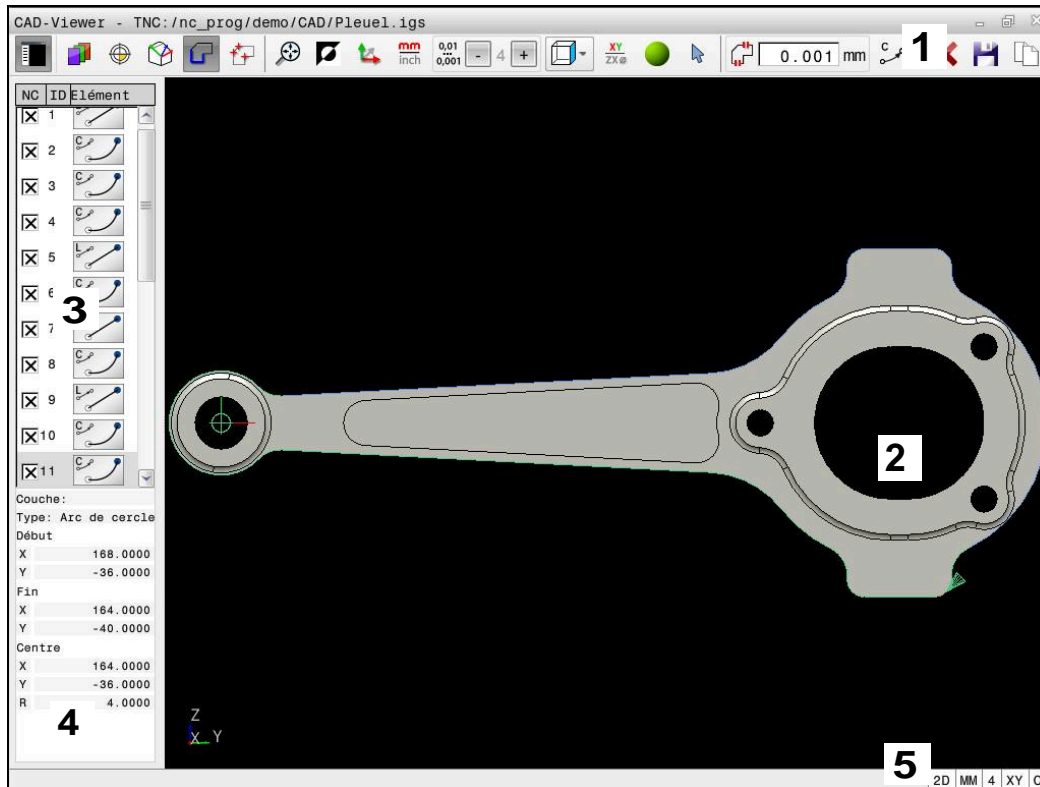 CAD-Viewer - TNC:/nc_prog/demo/CAD/Pleuel.igs
mm
inch
0,01
...
0,001
- 4 +
XY
ZX
0.001 mm
C
1
NC ID Elément
1
2 C
3 C
4 C
5 L
6 C
3
7
8 C
9 L
10 C
11 C
Couche:
Type: Arc de cercle
Début
X 168.0000
Y -36.0000
Fin
X 164.0000
Y -40.0000
Centre
X 164.0000
Y -36.0000
R 4.0000
4
2
Z
X Y
5
2D MM 4 XY